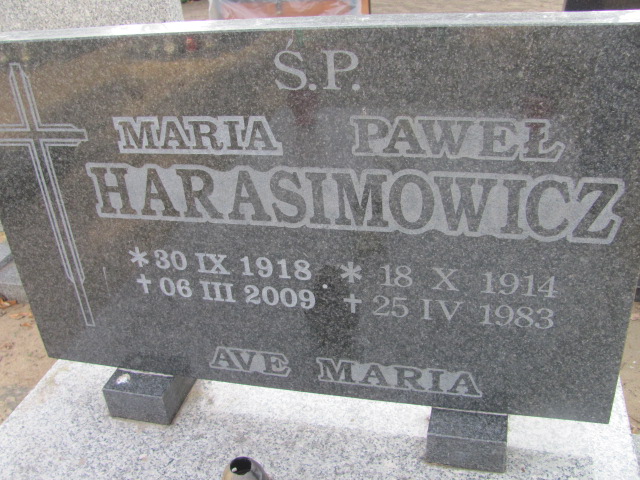 Ś.P.
MARIA PAWEŁ
HARASIMOWICZ
* 30 IX 1918 * 18 X 1914
✝ 06 III 2009 ✝ 25 IV 1983
AVE MARIA